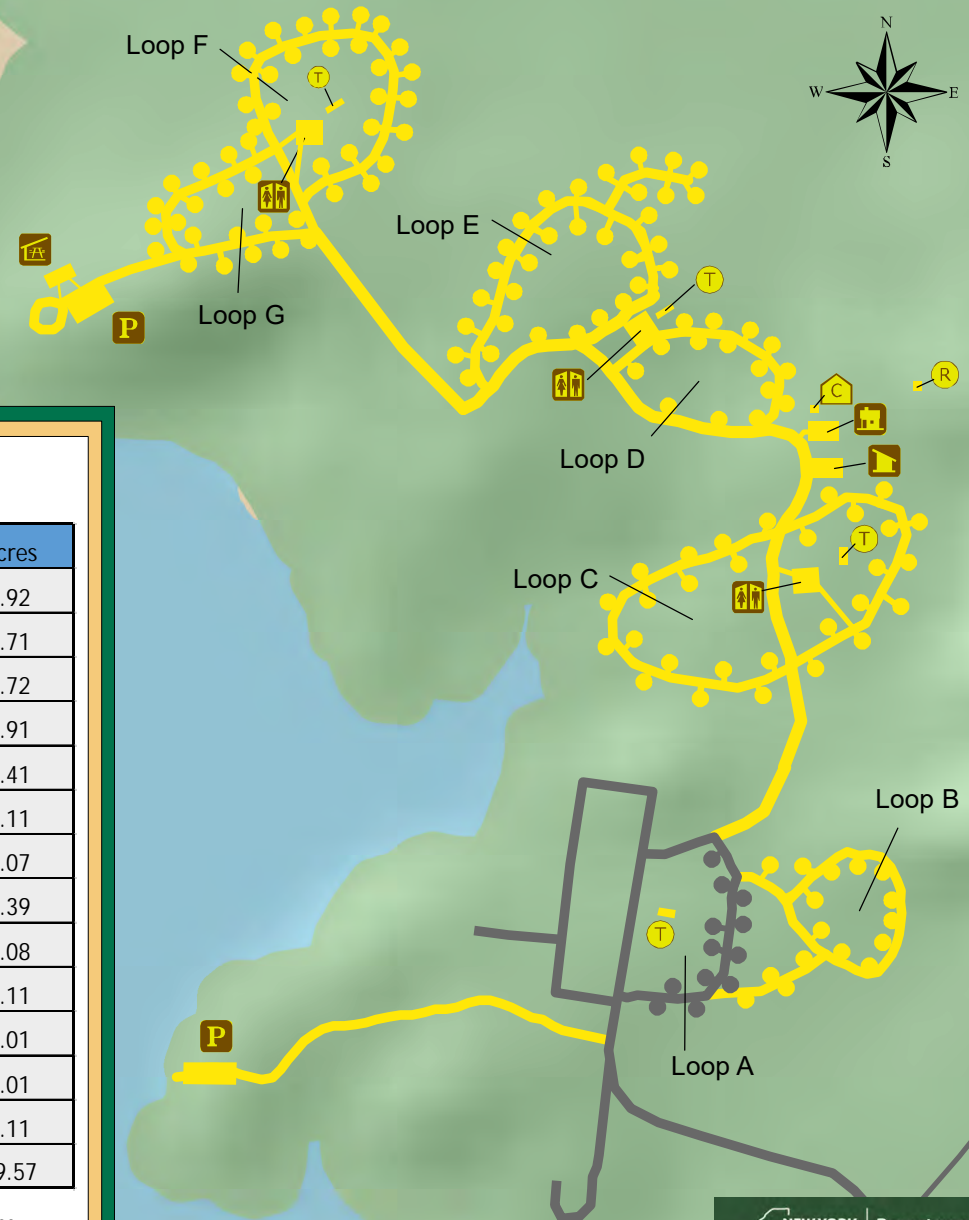 N
Loop F
T
W E
S
Loop E
T
Loop G
P
R
C
Loop D
cres
T
.92
Loop C
.71
.72
.91
.41
.11
Loop B
.07
.39
.08
T
.11
.01
P
.01
Loop A
.11
9.57